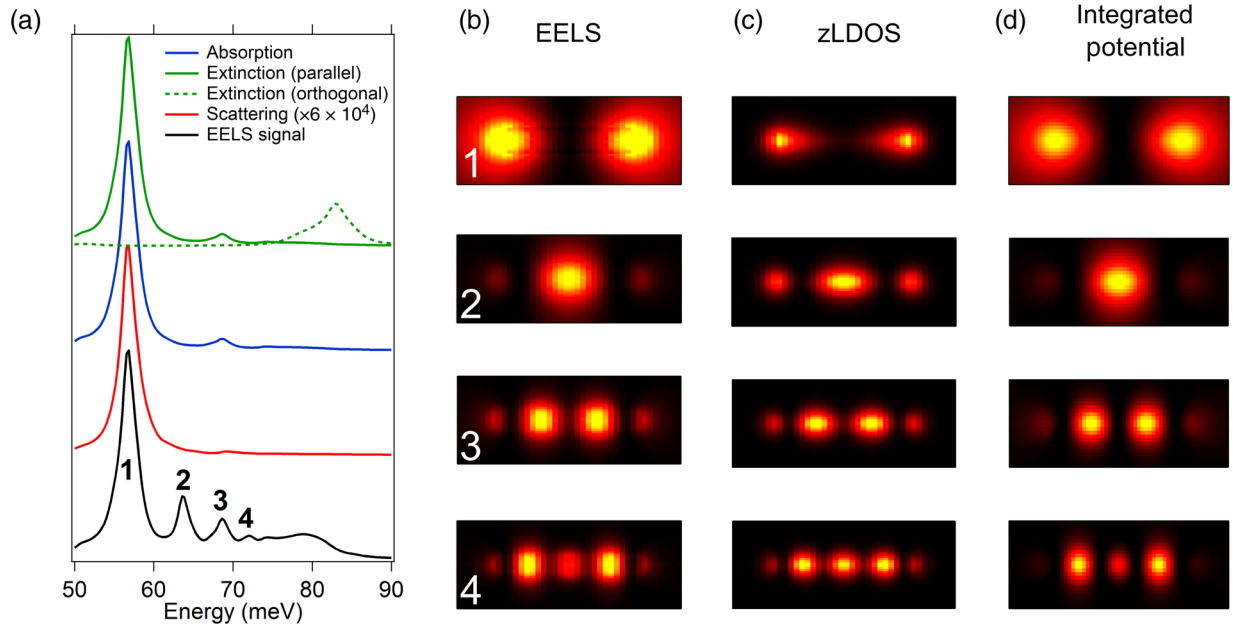 (a)
Absorption
Extinction (parallel)
Extinction (orthogonal)
Scattering (×6 × 10⁴)
EELS signal
1
2
3
4
50 60 70 80 90
Energy (meV)
(b)
EELS
(c)
zLDOS
(d)
Integrated
potential
1
2
3
4